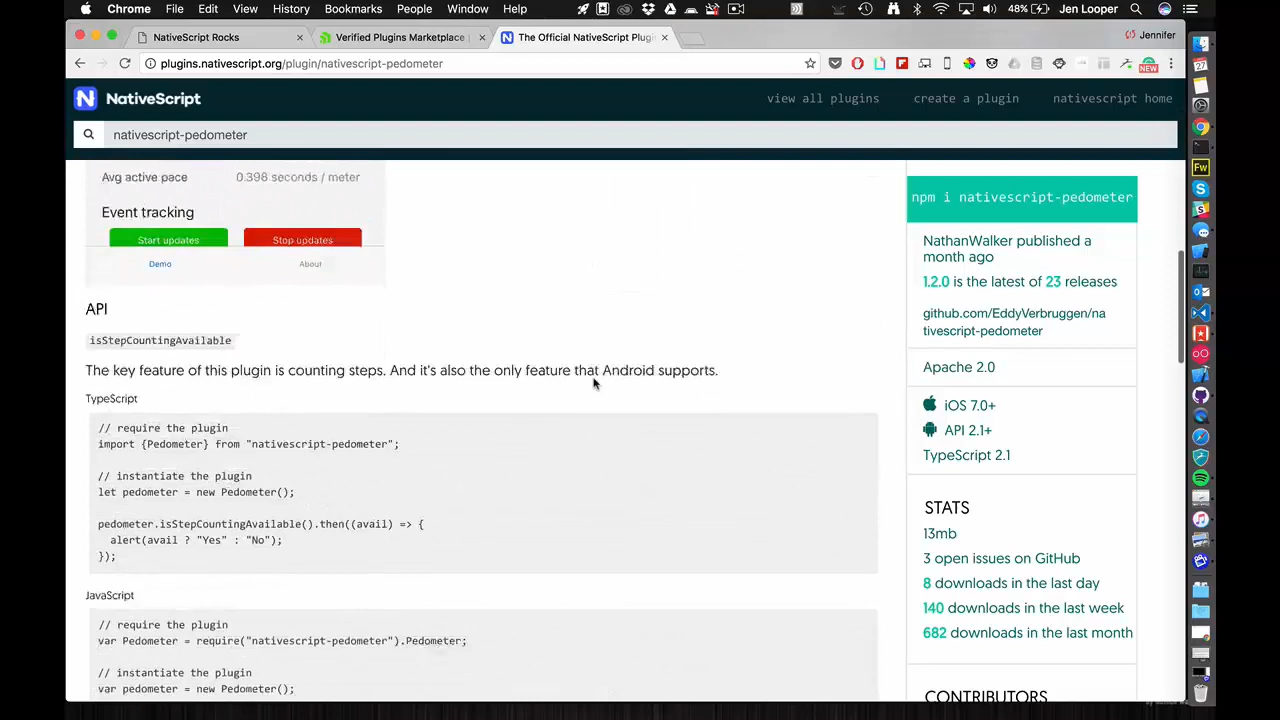 Chrome File Edit View History Bookmarks People Window Help 48% Jen Looper
NativeScript Rocks
Verified Plugins Marketplace
The Official NativeScript Plugi
Jennifer
plugins.nativescript.org/plugin/nativescript-pedometer
NEW
N NativeScript
view all plugins create a plugin nativescript home
nativescript-pedometer
Avg active pace 0.398 seconds / meter
Event tracking
Start updates Stop updates
Demo About
API
isStepCountingAvailable
The key feature of this plugin is counting steps. And it's also the only feature that Android supports.
TypeScript
// require the plugin
import {Pedometer} from "nativescript-pedometer";
// instantiate the plugin
let pedometer = new Pedometer();
pedometer.isStepCountingAvailable().then((avail) => {
alert(avail ? "Yes" : "No");
});
JavaScript
// require the plugin
var Pedometer = require("nativescript-pedometer").Pedometer;
// instantiate the plugin
var pedometer = new Pedometer();
npm i nativescript-pedometer
NathanWalker published a
month ago
1.2.0 is the latest of 23 releases
github.com/EddyVerbruggen/na
tivescript-pedometer
Apache 2.0
iOS 7.0+
API 2.1+
TypeScript 2.1
STATS
13mb
3 open issues on GitHub
8 downloads in the last day
140 downloads in the last week
682 downloads in the last month
CONTRIBUTORS
Fw